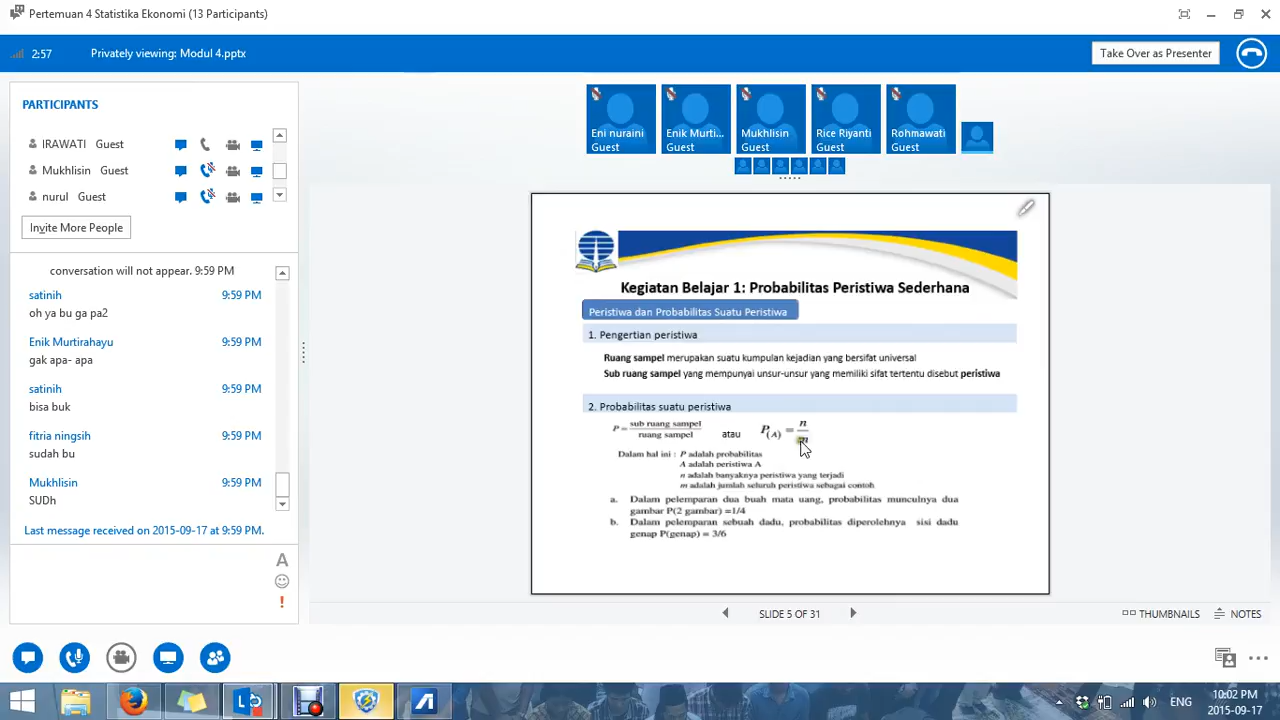 Pertemuan 4 Statistika Ekonomi (13 Participants)
2:57
Privately viewing: Modul 4.pptx
Take Over as Presenter
PARTICIPANTS
IRAWATI Guest
Mukhlisin Guest
nurul Guest
Invite More People
conversation will not appear. 9:59 PM
satinih 9:59 PM
oh ya bu ga pa2
Enik Murtirahayu 9:59 PM
gak apa- apa
satinih 9:59 PM
bisa buk
fitria ningsih 9:59 PM
sudah bu
Mukhlisin 9:59 PM
SUDh
Last message received on 2015-09-17 at 9:59 PM.
A
Eni nuraini
Guest
Enik Murti...
Guest
Mukhlisin
Guest
Rice Riyanti
Guest
Rohmawati
Guest
Kegiatan Belajar 1: Probabilitas Peristiwa Sederhana
Peristiwa dan Probabilitas Suatu Peristiwa
1. Pengertian peristiwa
Ruang sampel merupakan suatu kumpulan kejadian yang bersifat universal
Sub ruang sampel yang mempunyai unsur-unsur yang memiliki sifat tertentu disebut peristiwa
2. Probabilitas suatu peristiwa
P = sub ruang sampel / ruang sampel atau P(A) = n / m
Dalam hal ini : P adalah probabilitas
A adalah peristiwa A
n adalah banyaknya peristiwa yang terjadi
m adalah jumlah seluruh peristiwa sebagai contoh
a. Dalam pelemparan dua buah mata uang, probabilitas munculnya dua
gambar P(2 gambar) =1/4
b. Dalam pelemparan sebuah dadu, probabilitas diperolehnya sisi dadu
genap P(genap) = 3/6
SLIDE 5 OF 31
THUMBNAILS
NOTES
ENG
10:02 PM
2015-09-17